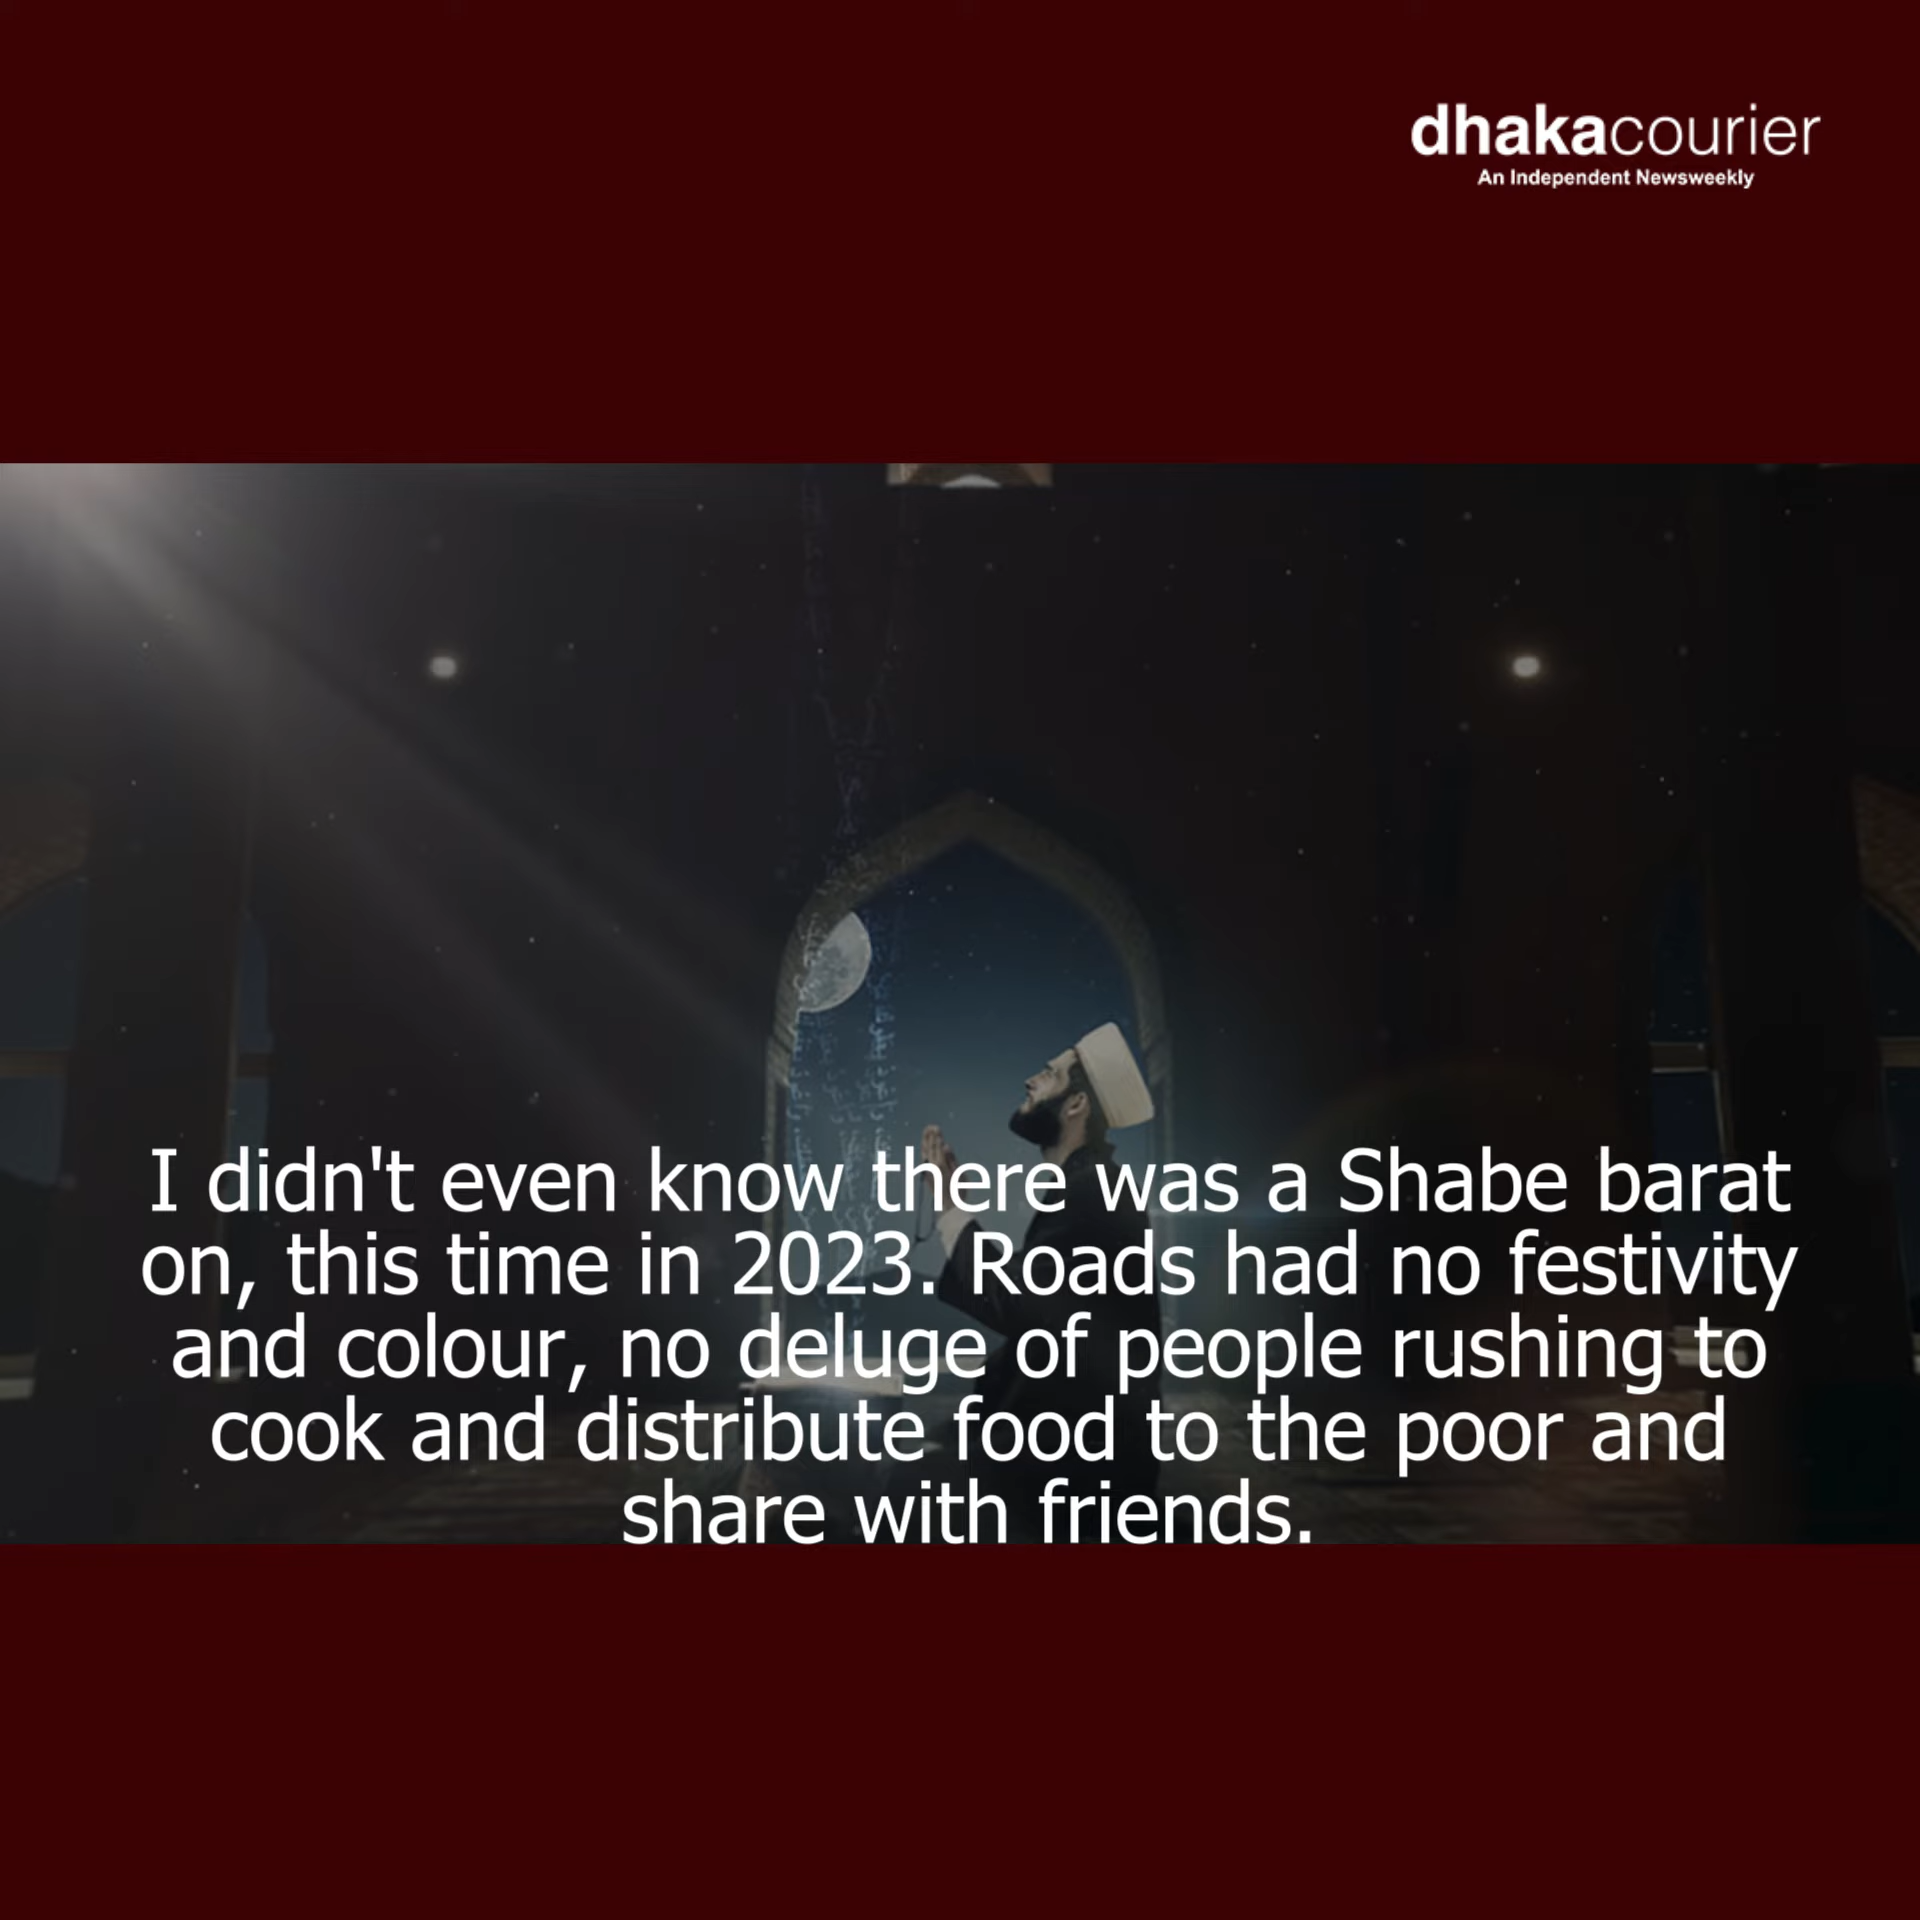 dhakacourier
An Independent Newsweekly
I didn't even know there was a Shabe barat
on, this time in 2023. Roads had no festivity
and colour, no deluge of people rushing to
cook and distribute food to the poor and
share with friends.